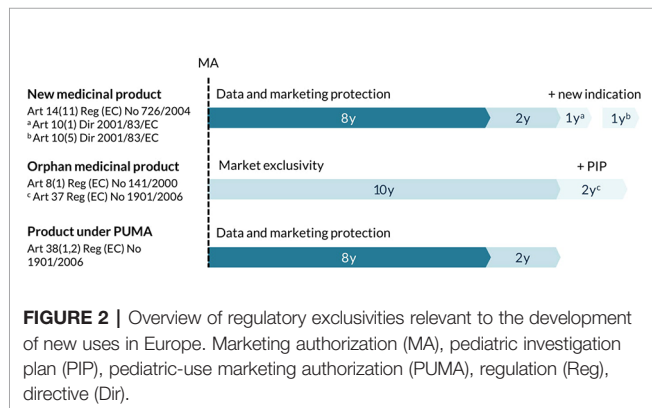 MA
New medicinal product
Data and marketing protection
+ new indication
Art 14(11) Reg (EC) No 726/2004
ᵃ Art 10(1) Dir 2001/83/EC
ᵇ Art 10(5) Dir 2001/83/EC
8y
2y
1yᵃ
1yᵇ
Orphan medicinal product
Market exclusivity
+ PIP
Art 8(1) Reg (EC) No 141/2000
ᶜ Art 37 Reg (EC) No 1901/2006
10y
2yᶜ
Product under PUMA
Data and marketing protection
Art 38(1,2) Reg (EC) No
1901/2006
8y
2y
FIGURE 2 | Overview of regulatory exclusivities relevant to the development
of new uses in Europe. Marketing authorization (MA), pediatric investigation
plan (PIP), pediatric-use marketing authorization (PUMA), regulation (Reg),
directive (Dir).